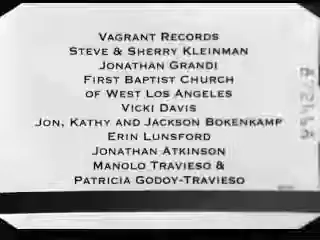 VAGRANT RECORDS
STEVE & SHERRY KLEINMAN
JONATHAN GRANDI
FIRST BAPTIST CHURCH
OF WEST LOS ANGELES
VICKI DAVIS
JON, KATHY AND JACKSON BOKENKAMP
ERIN LUNSFORD
JONATHAN ATKINSON
MANOLO TRAVIESO &
PATRICIA GODOY-TRAVIESO